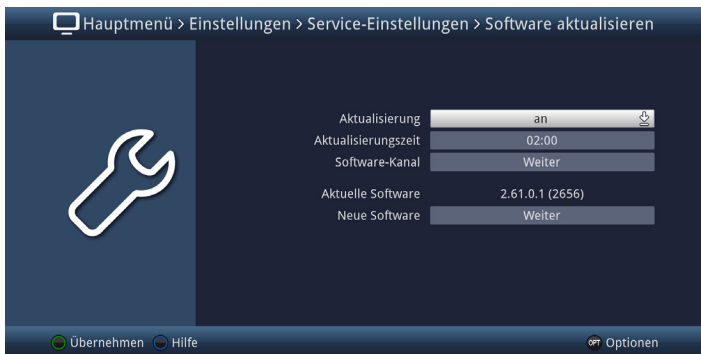 Hauptmenü > Einstellungen > Service-Einstellungen > Software aktualisieren
Aktualisierung an
Aktualisierungszeit 02:00
Software-Kanal Weiter
Aktuelle Software 2.61.0.1 (2656)
Neue Software Weiter
Übernehmen Hilfe OPT Optionen